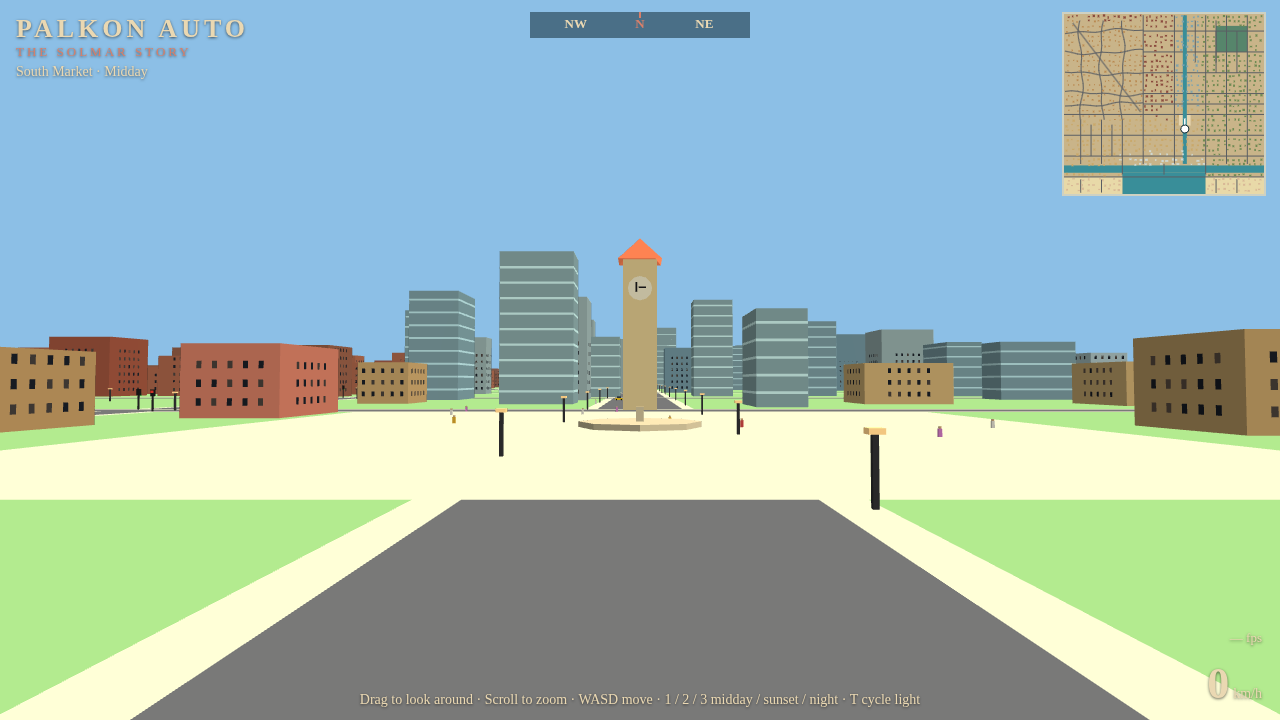 PALKON AUTO
THE SOLMAR STORY
South Market · Midday
NW N NE
— fps
0 km/h
Drag to look around · Scroll to zoom · WASD move · 1 / 2 / 3 midday / sunset / night · T cycle light